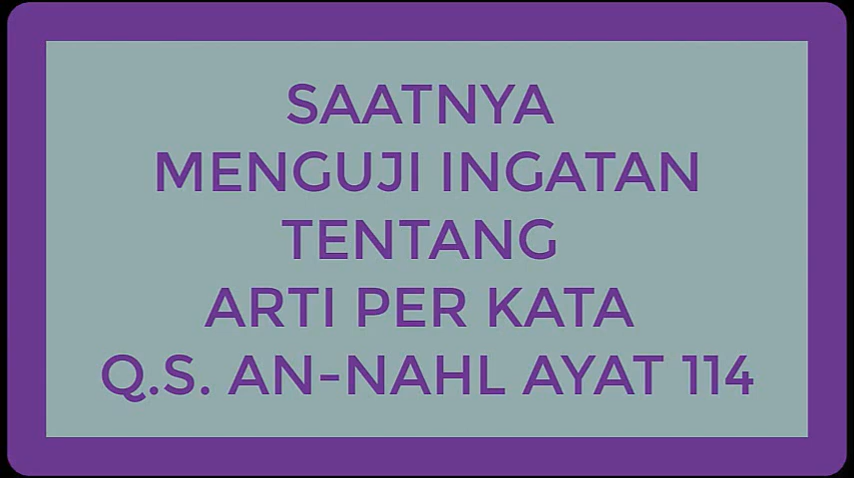 SAATNYA
MENGUJI INGATAN
TENTANG
ARTI PER KATA
Q.S. AN-NAHL AYAT 114